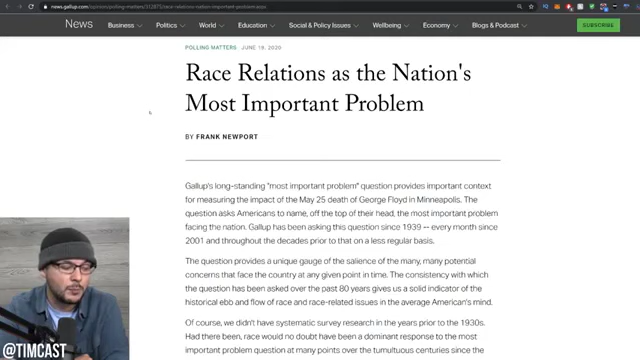 news.gallup.com/opinion/polling-matters/312875/race-relations-nation-important-problem.aspx
News Business Politics World Education Social & Policy Issues Wellbeing Economy Blogs & Podcast SUBSCRIBE
POLLING MATTERS JUNE 19, 2020
Race Relations as the Nation's
Most Important Problem
BY FRANK NEWPORT
Gallup's long-standing "most important problem" question provides important context
for measuring the impact of the May 25 death of George Floyd in Minneapolis. The
question asks Americans to name, off the top of their head, the most important problem
facing the nation. Gallup has been asking this question since 1939 -- every month since
2001 and throughout the decades prior to that on a less regular basis.
The question provides a unique gauge of the salience of the many, many potential
concerns that face the country at any given point in time. The consistency with which
the question has been asked over the past 80 years gives us a solid indicator of the
historical ebb and flow of race and race-related issues in the average American's mind.
Of course, we didn't have systematic survey research in the years prior to the 1930s.
Had there been, race would no doubt have been a dominant response to the most
important problem question at many points over the tumultuous centuries since the
@TIMCAST